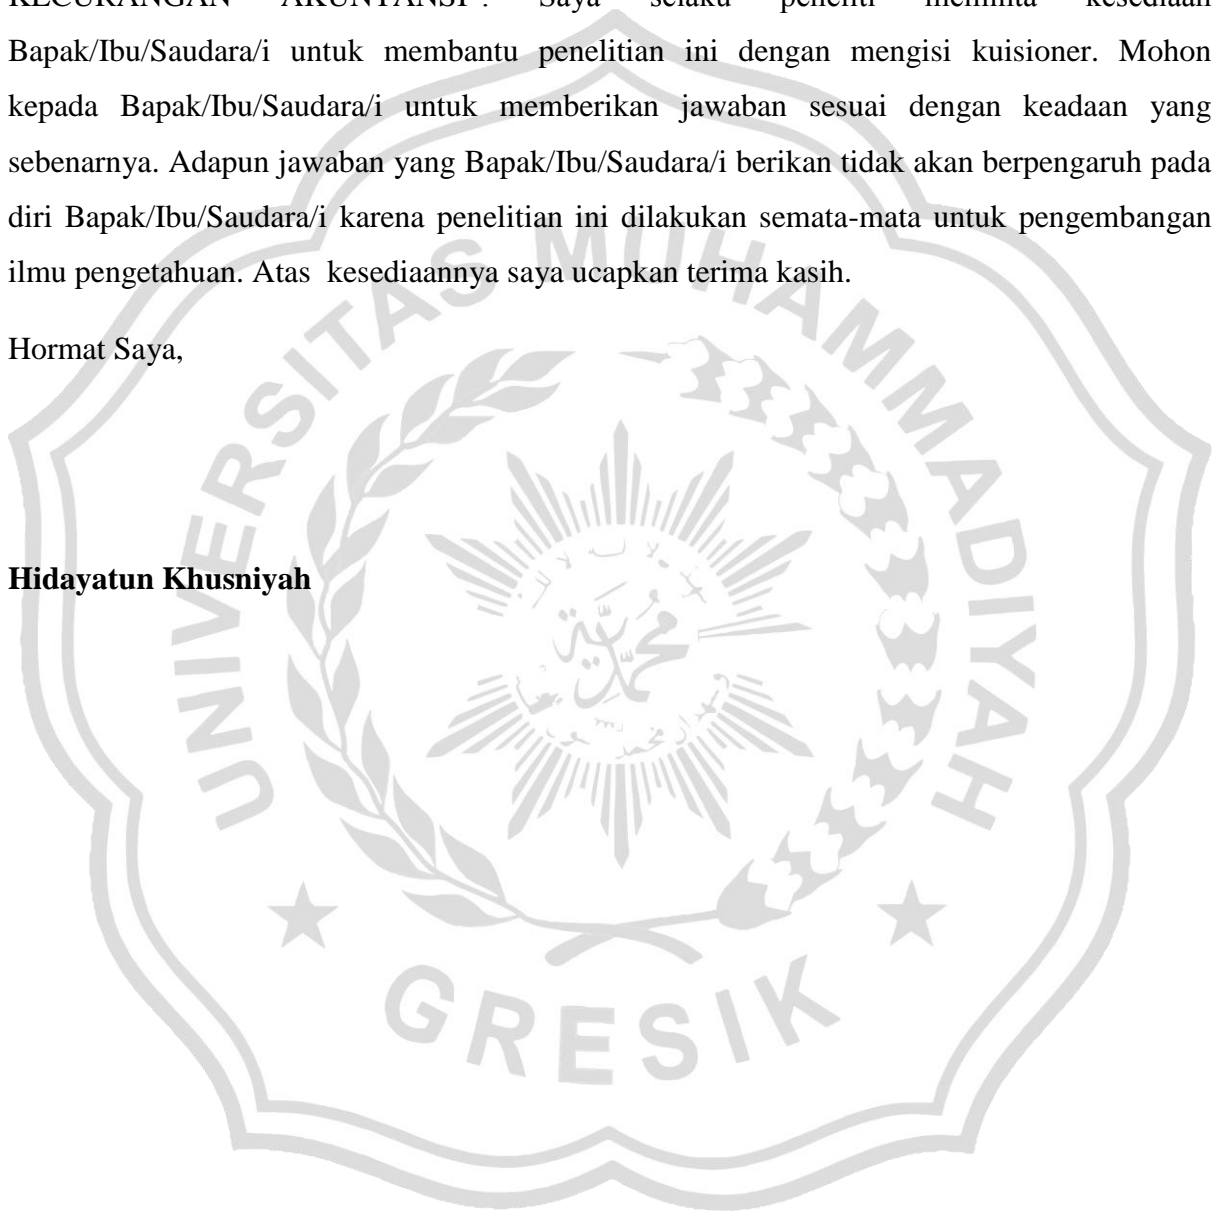 KECURANGAN AKUNTANSI". Saya selaku peneliti meminta kesediaan
Bapak/Ibu/Saudara/i untuk membantu penelitian ini dengan mengisi kuisioner. Mohon
kepada Bapak/Ibu/Saudara/i untuk memberikan jawaban sesuai dengan keadaan yang
sebenarnya. Adapun jawaban yang Bapak/Ibu/Saudara/i berikan tidak akan berpengaruh pada
diri Bapak/Ibu/Saudara/i karena penelitian ini dilakukan semata-mata untuk pengembangan
ilmu pengetahuan. Atas  kesediaannya saya ucapkan terima kasih.
Hormat Saya,
Hidayatun Khusniyah
UNIVERSITAS MUHAMMADIYAH
GRESIK
محمدية